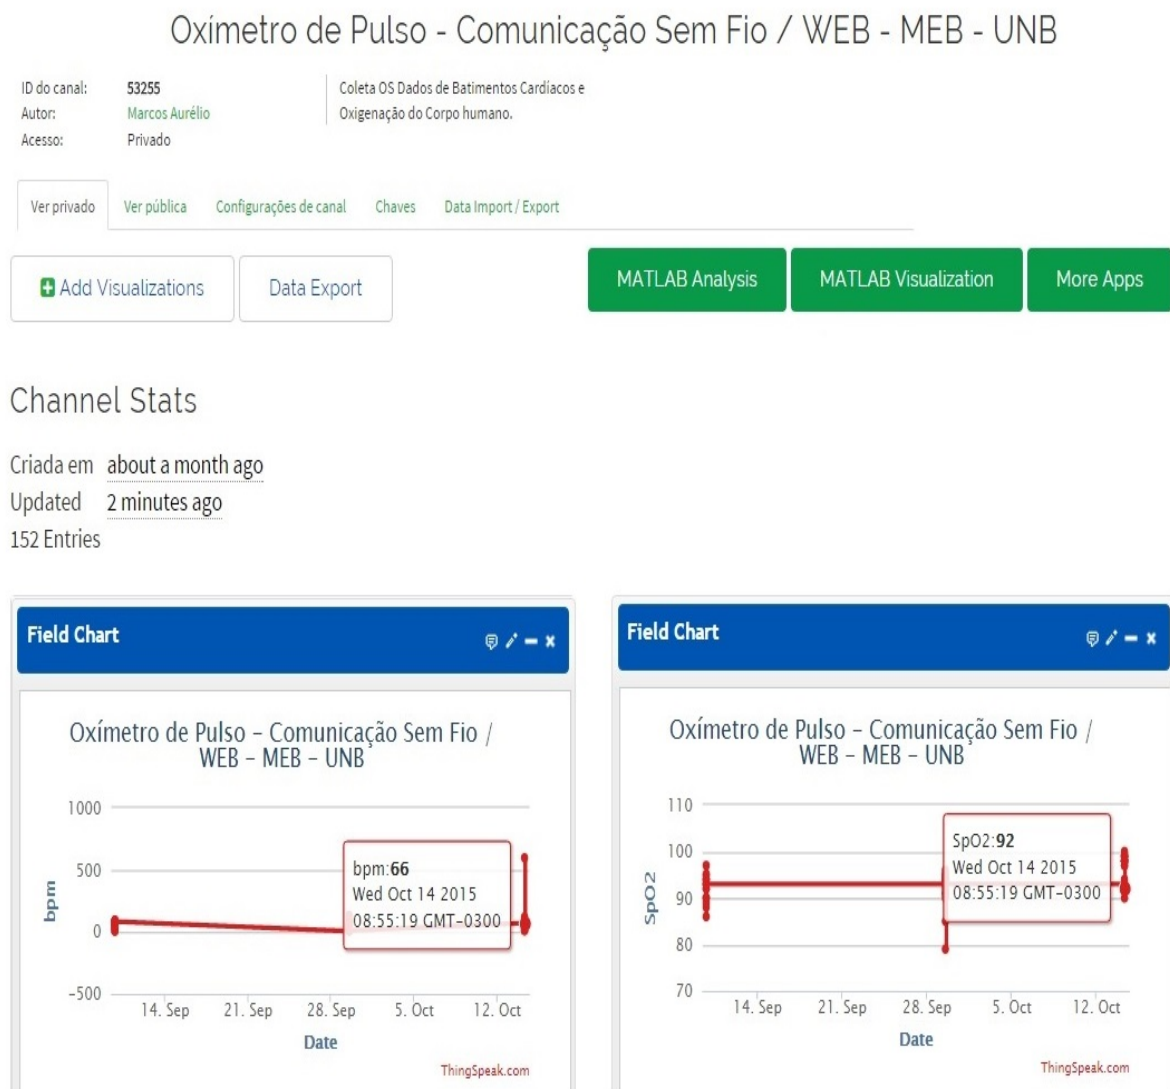 Oxímetro de Pulso - Comunicação Sem Fio / WEB - MEB - UNB
ID do canal: 53255
Autor: Marcos Aurélio
Acesso: Privado
Coleta OS Dados de Batimentos Cardíacos e
Oxigenação do Corpo humano.
Ver privado Ver pública Configurações de canal Chaves Data Import / Export
Add Visualizations Data Export MATLAB Analysis MATLAB Visualization More Apps
Channel Stats
Criada em about a month ago
Updated 2 minutes ago
152 Entries
Field Chart
Oxímetro de Pulso - Comunicação Sem Fio /
WEB - MEB - UNB
1000
500
0
-500
bpm
bpm:66
Wed Oct 14 2015
08:55:19 GMT-0300
14. Sep 21. Sep 28. Sep 5. Oct 12. Oct
Date
ThingSpeak.com
Field Chart
Oxímetro de Pulso - Comunicação Sem Fio /
WEB - MEB - UNB
110
100
90
80
70
SpO2
SpO2:92
Wed Oct 14 2015
08:55:19 GMT-0300
14. Sep 21. Sep 28. Sep 5. Oct 12. Oct
Date
ThingSpeak.com